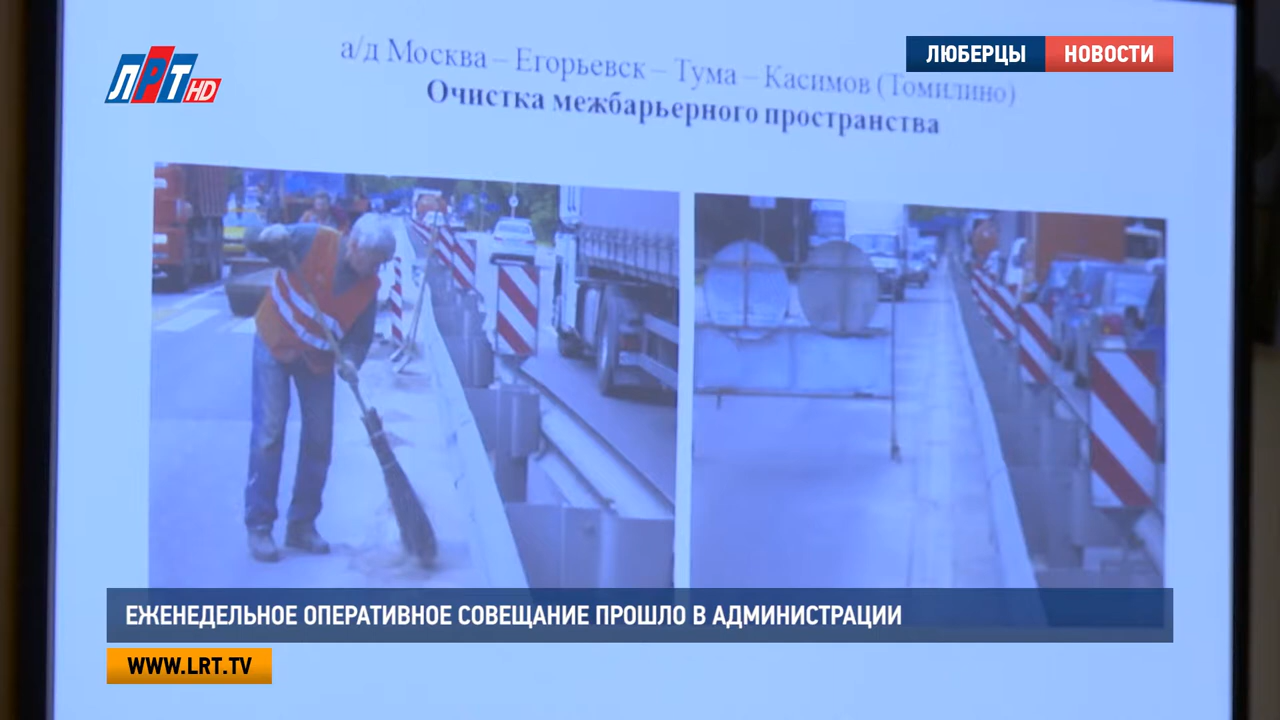 ЛРТ HD
ЛЮБЕРЦЫ НОВОСТИ
а/д Москва – Егорьевск – Тума – Касимов (Томилино)
Очистка межбарьерного пространства
ЕЖЕНЕДЕЛЬНОЕ ОПЕРАТИВНОЕ СОВЕЩАНИЕ ПРОШЛО В АДМИНИСТРАЦИИ
WWW.LRT.TV